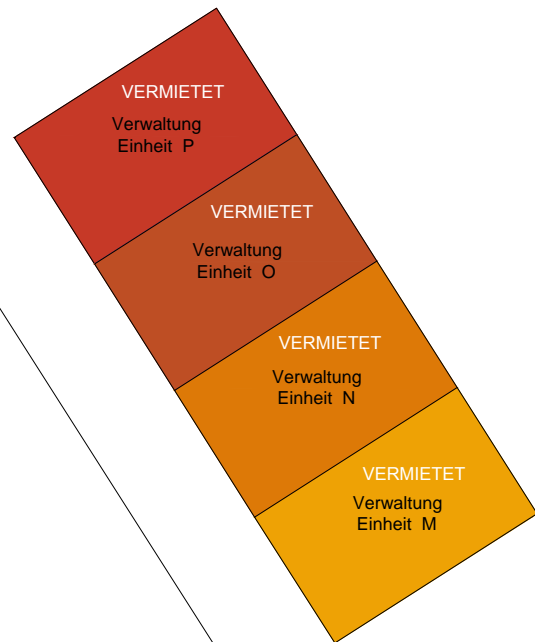 VERMIETET
Verwaltung
Einheit P
VERMIETET
Verwaltung
Einheit O
VERMIETET
Verwaltung
Einheit N
VERMIETET
Verwaltung
Einheit M